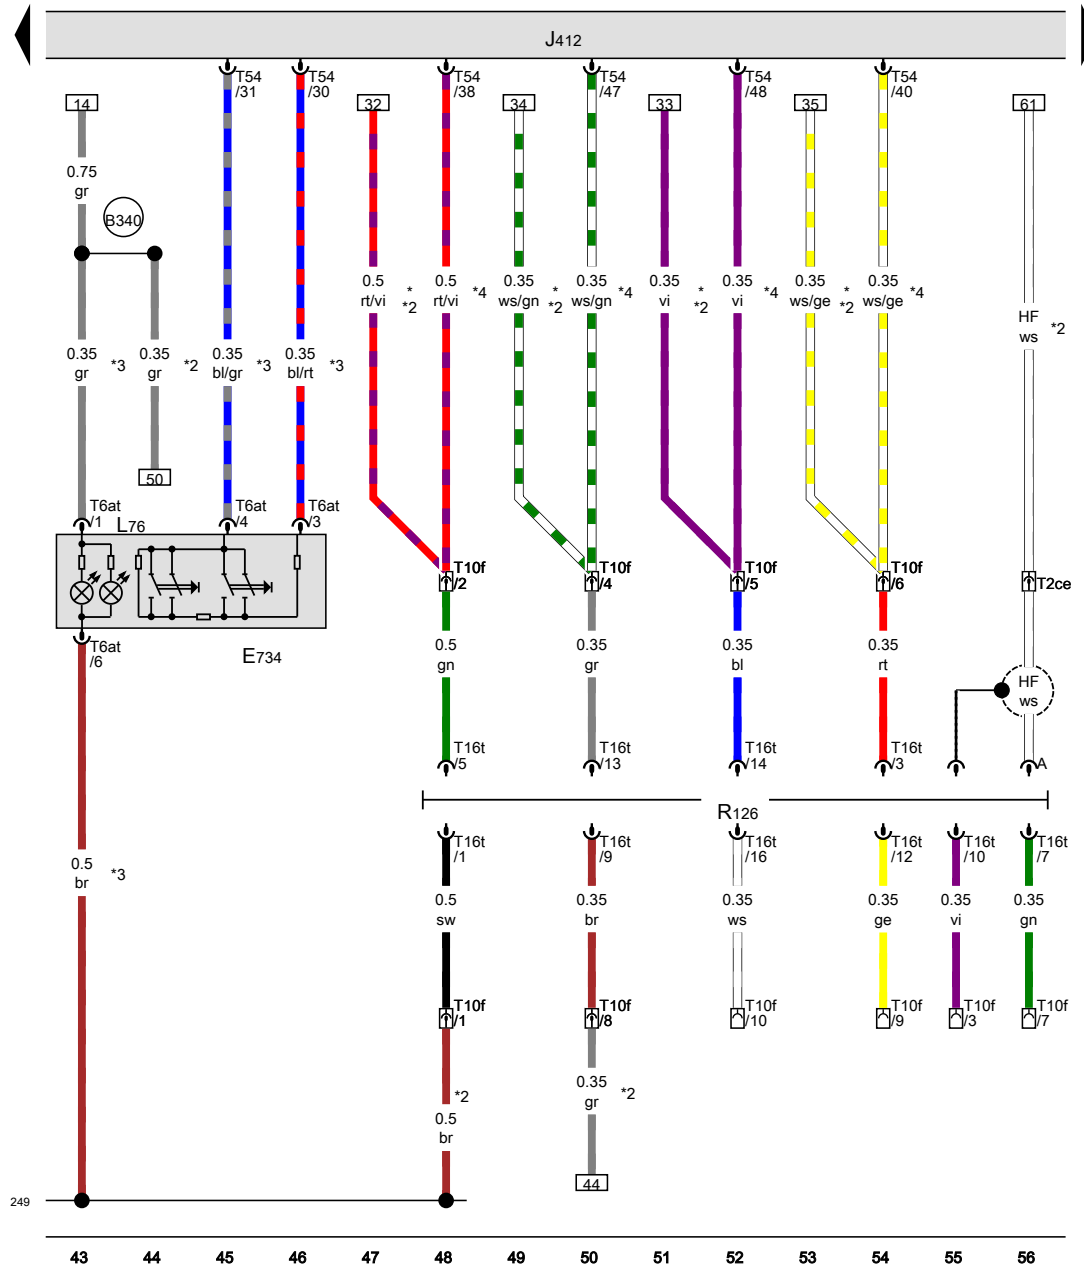 J412
T54 T54 T54 T54 T54 T54
/31 /30 /38 /47 /48 /40
14 32 34 33 35 61
0.75
gr
B340
0.5 * 0.5 *4 0.35 * 0.35 *4 0.35 * 0.35 *4 0.35 * 0.35 *4
rt/vi *2 rt/vi ws/gn *2 ws/gn vi *2 vi ws/ge *2 ws/ge
HF *2
ws
0.35 *3 0.35 *2 0.35 *3 0.35 *3
gr gr bl/gr bl/rt
50
T6at T6at T6at
/1 L76 /4 /3
T10f T10f T10f T10f T2ce
/2 /4 /5 /6
T6at E734
/6
0.5 0.35 0.35 0.35
gn gr bl rt
HF
ws
T16t T16t T16t T16t
/5 /13 /14 /3 A
R126
T16t T16t T16t T16t T16t T16t
/1 /9 /16 /12 /10 /7
0.5 *3
br
0.5 0.35 0.35 0.35 0.35 0.35
sw br ws ge vi gn
T10f T10f T10f T10f T10f T10f
/1 /8 /10 /9 /3 /7
*2 0.35 *2
gr
0.5
br
44
249
43 44 45 46 47 48 49 50 51 52 53 54 55 56